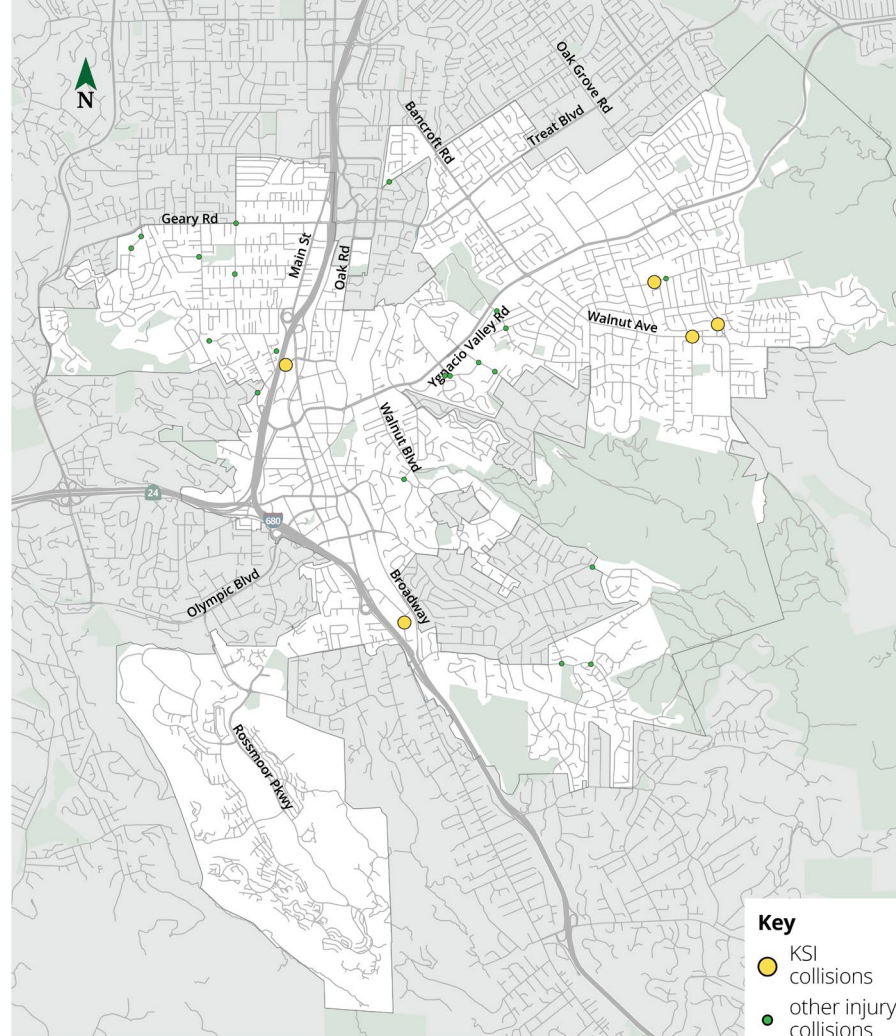 N
Oak Grove Rd
Bancroft Rd
Treat Blvd
Geary Rd
Main St
Oak Rd
Walnut Ave
Ygnacio Valley Rd
Walnut Blvd
24
680
Olympic Blvd
Broadway
Rossmoor Pkwy
Key
KSI
collisions
other injury
collisions